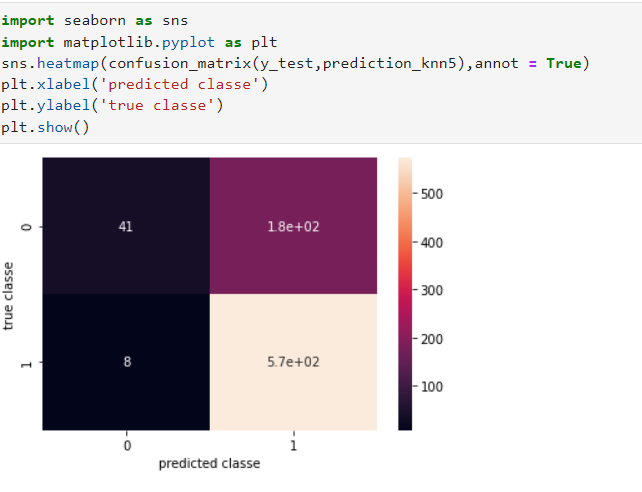 import seaborn as sns
import matplotlib.pyplot as plt
sns.heatmap(confusion_matrix(y_test,prediction_knn5),annot = True)
plt.xlabel('predicted classe')
plt.ylabel('true classe')
plt.show()
41
1.8e+02
8
5.7e+02
0
1
true classe
0
1
predicted classe
500
400
300
200
100